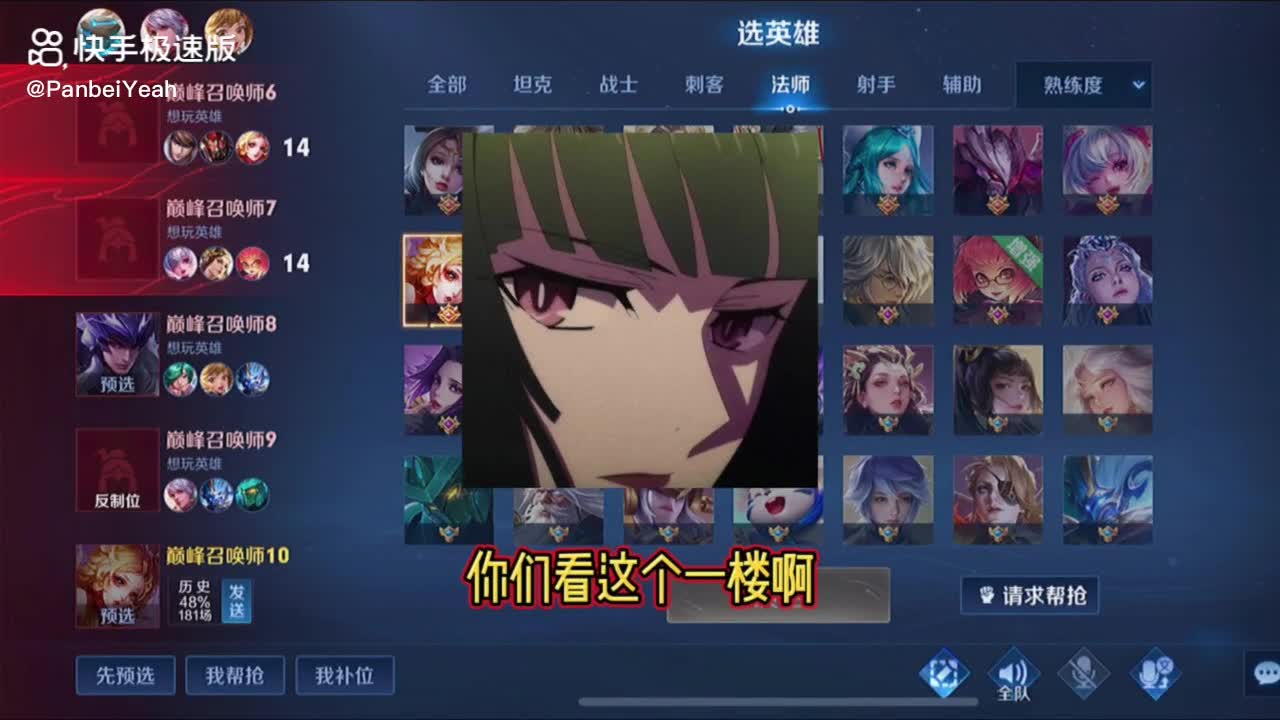 快手极速版
@PanbeiYeah
选英雄
全部 坦克 战士 刺客 法师 射手 辅助 熟练度
巅峰召唤师6
想玩英雄
14
巅峰召唤师7
想玩英雄
14
增强
巅峰召唤师8
想玩英雄
预选
巅峰召唤师9
想玩英雄
反制位
巅峰召唤师10
历史
48%
181场
发送
预选
你们看这个一楼啊
请求帮抢
先预选 我帮抢 我补位
全队